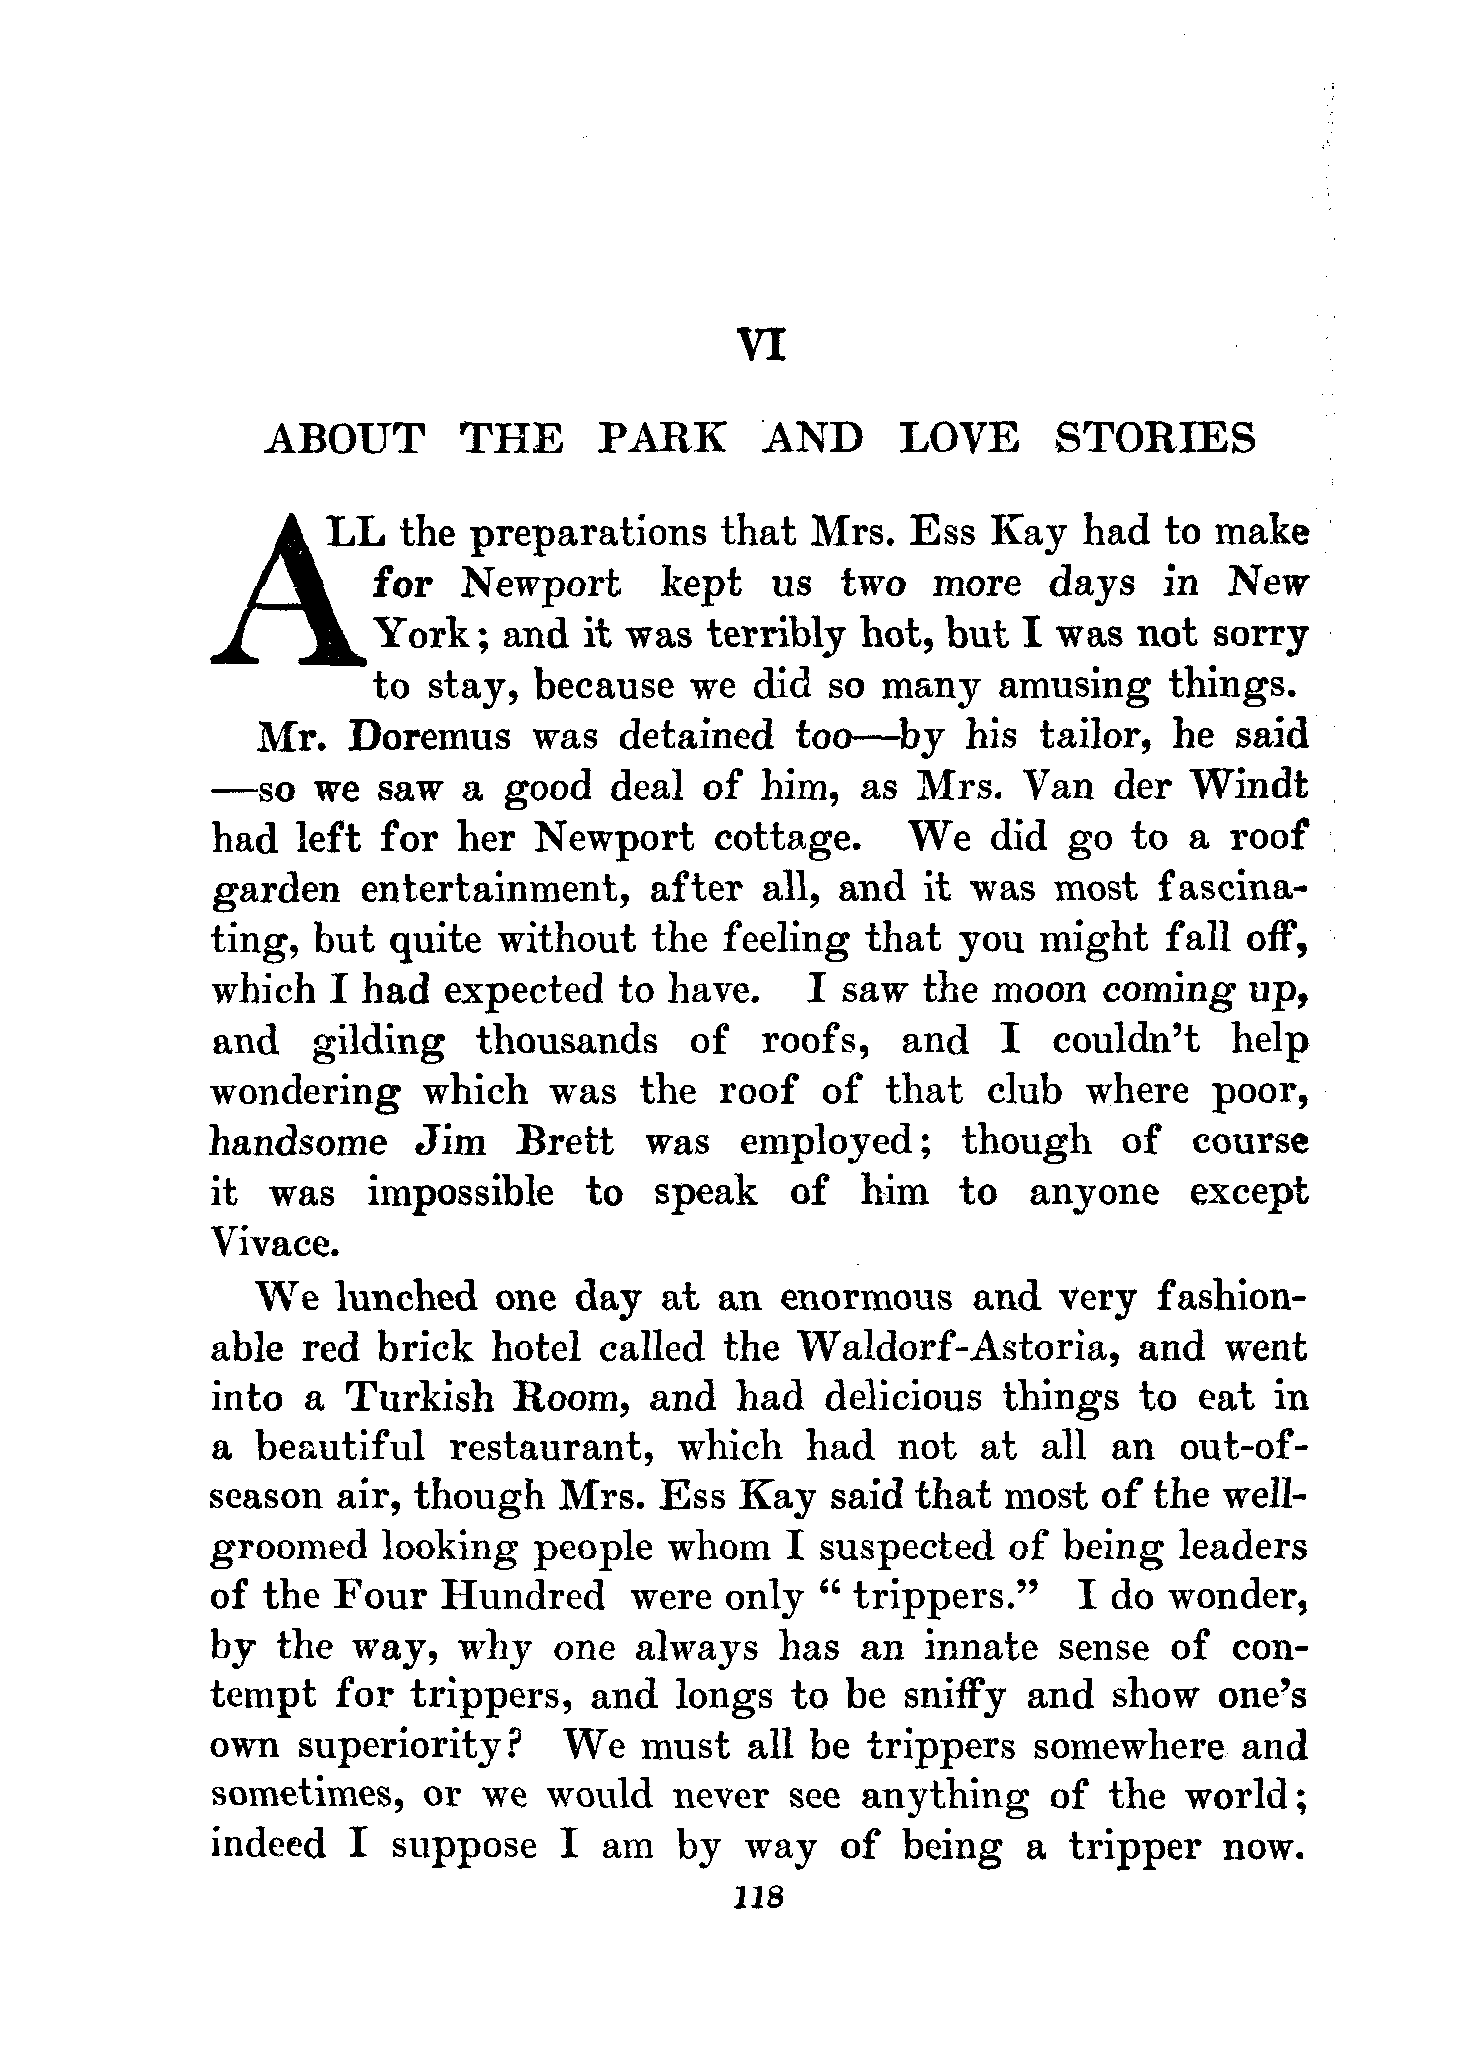 VI
ABOUT THE PARK AND LOVE STORIES
ALL the preparations that Mrs. Ess Kay had to make
for Newport kept us two more days in New
York; and it was terribly hot, but I was not sorry
to stay, because we did so many amusing things.
Mr. Doremus was detained too—by his tailor, he said
—so we saw a good deal of him, as Mrs. Van der Windt
had left for her Newport cottage. We did go to a roof
garden entertainment, after all, and it was most fascina-
ting, but quite without the feeling that you might fall off,
which I had expected to have. I saw the moon coming up,
and gilding thousands of roofs, and I couldn't help
wondering which was the roof of that club where poor,
handsome Jim Brett was employed; though of course
it was impossible to speak of him to anyone except
Vivace.
We lunched one day at an enormous and very fashion-
able red brick hotel called the Waldorf-Astoria, and went
into a Turkish Room, and had delicious things to eat in
a beautiful restaurant, which had not at all an out-of-
season air, though Mrs. Ess Kay said that most of the well-
groomed looking people whom I suspected of being leaders
of the Four Hundred were only " trippers." I do wonder,
by the way, why one always has an innate sense of con-
tempt for trippers, and longs to be sniffy and show one's
own superiority? We must all be trippers somewhere and
sometimes, or we would never see anything of the world;
indeed I suppose I am by way of being a tripper now.
118